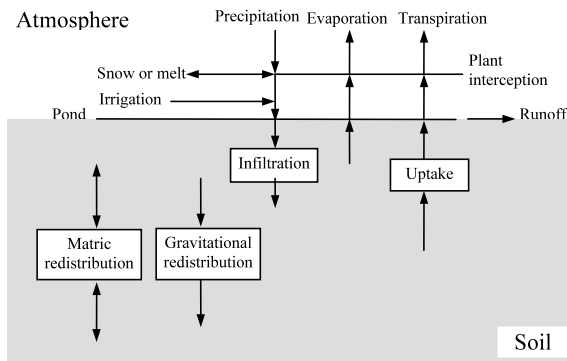 Atmosphere
Precipitation
Evaporation
Transpiration
Snow or melt
Plant
interception
Irrigation
Pond
Runoff
Infiltration
Uptake
Matric
redistribution
Gravitational
redistribution
Soil